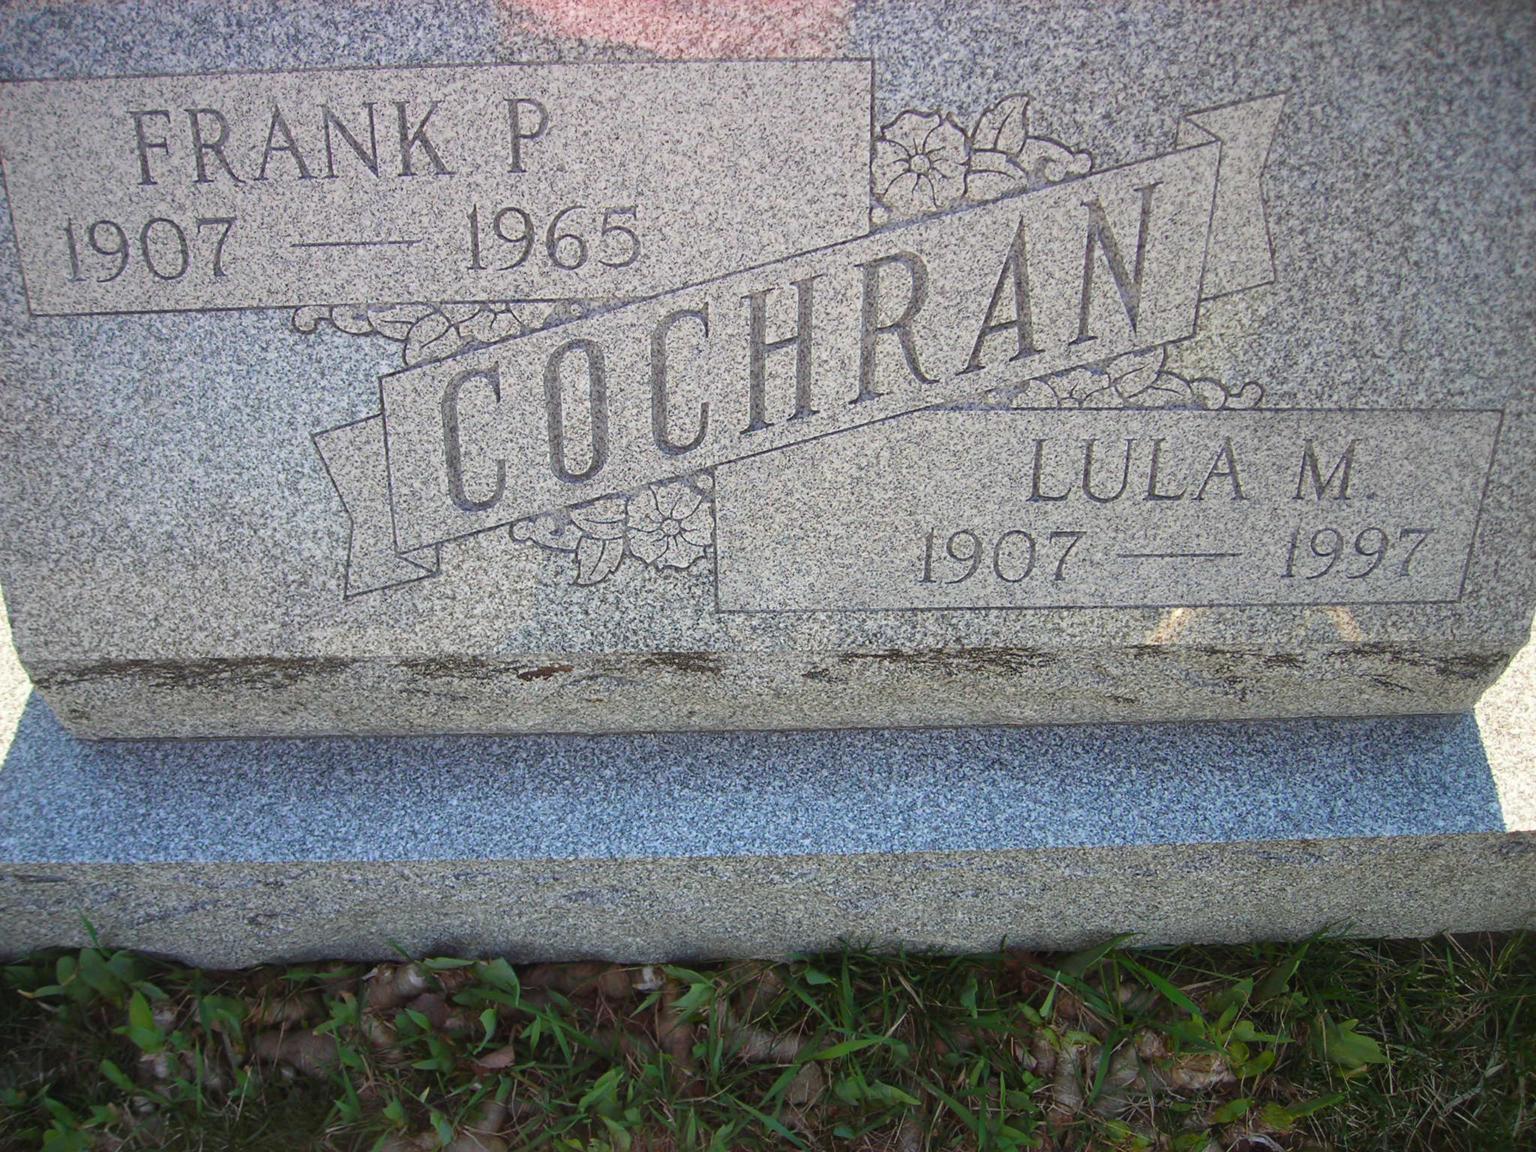 FRANK P.
1907 — 1965
COCHRAN
LULA M.
1907 — 1997